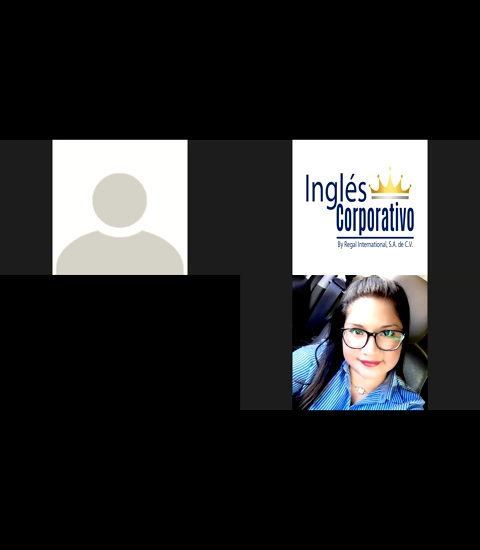 Inglés
Corporativo
By Regal International, S.A. de C.V.